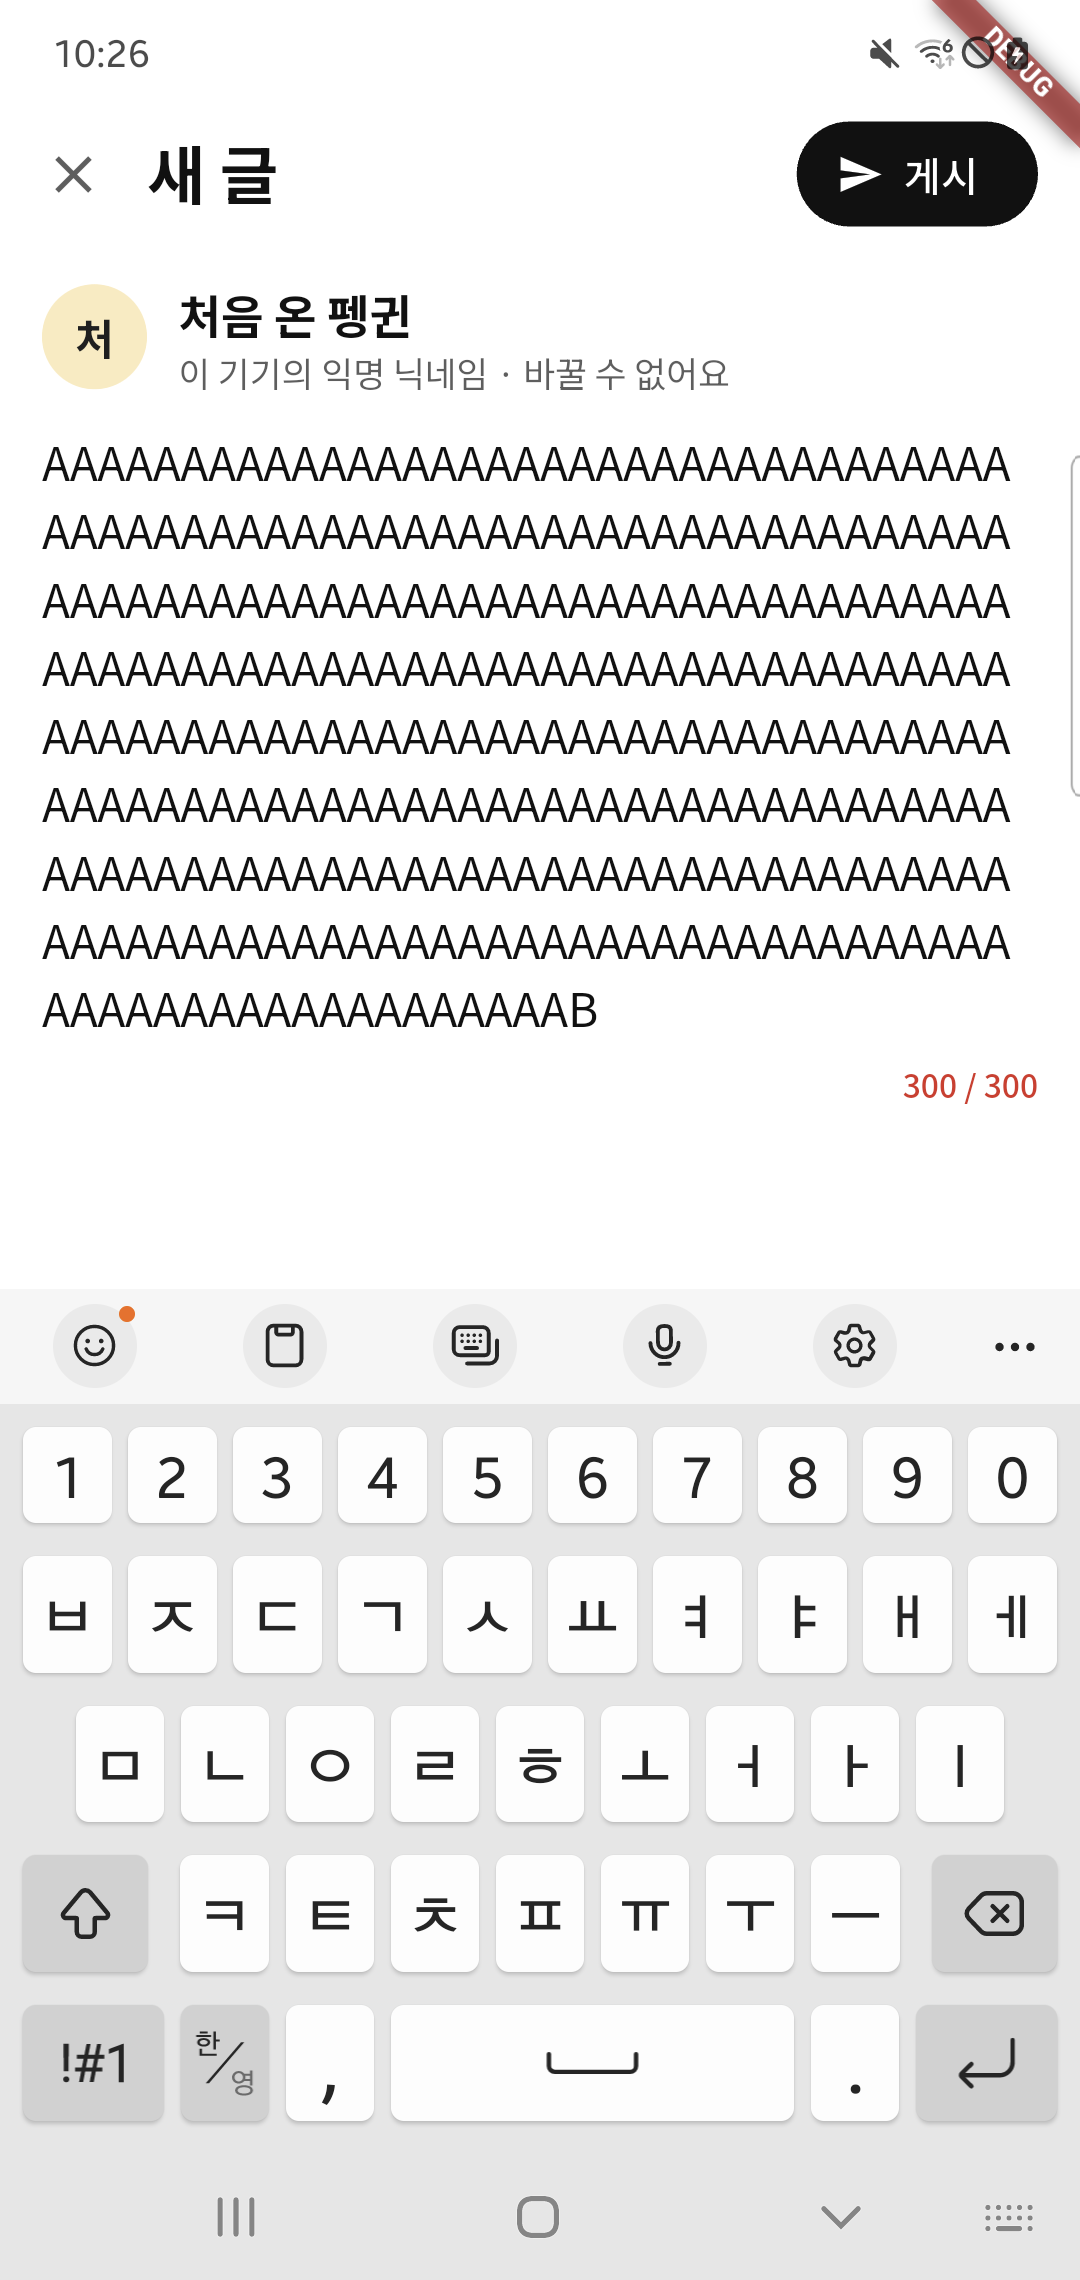 10:26
DEBUG
새 글
게시
처
처음 온 펭귄
이 기기의 익명 닉네임 · 바꿀 수 없어요
AAAAAAAAAAAAAAAAAAAAAAAAAAAAAAAAAAA
AAAAAAAAAAAAAAAAAAAAAAAAAAAAAAAAAAA
AAAAAAAAAAAAAAAAAAAAAAAAAAAAAAAAAAA
AAAAAAAAAAAAAAAAAAAAAAAAAAAAAAAAAAA
AAAAAAAAAAAAAAAAAAAAAAAAAAAAAAAAAAA
AAAAAAAAAAAAAAAAAAAAAAAAAAAAAAAAAAA
AAAAAAAAAAAAAAAAAAAAAAAAAAAAAAAAAAA
AAAAAAAAAAAAAAAAAAAAAAAAAAAAAAAAAAA
AAAAAAAAAAAAAAAAAAAB
300 / 300
1 2 3 4 5 6 7 8 9 0
ㅂ ㅈ ㄷ ㄱ ㅅ ㅛ ㅕ ㅑ ㅐ ㅔ
ㅁ ㄴ ㅇ ㄹ ㅎ ㅗ ㅓ ㅏ ㅣ
ㅋ ㅌ ㅊ ㅍ ㅠ ㅜ ㅡ
!#1 한/영 , .